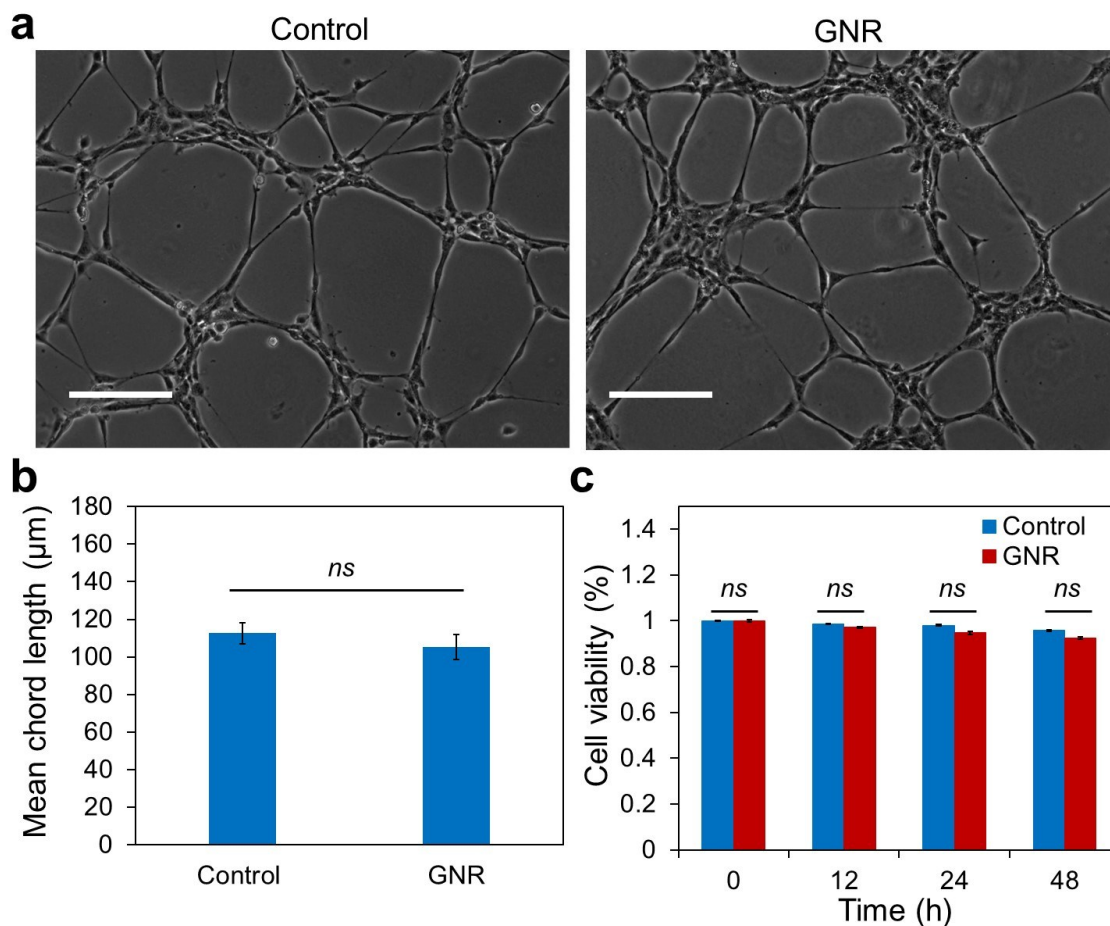 a
Control
GNR
b
Mean chord length (µm)
180
160
140
120
100
80
60
40
20
0
ns
Control
GNR
c
Cell viability (%)
1.4
1.2
1
0.8
0.6
0.4
0.2
0
Control
GNR
ns
ns
ns
ns
0
12
24
48
Time (h)